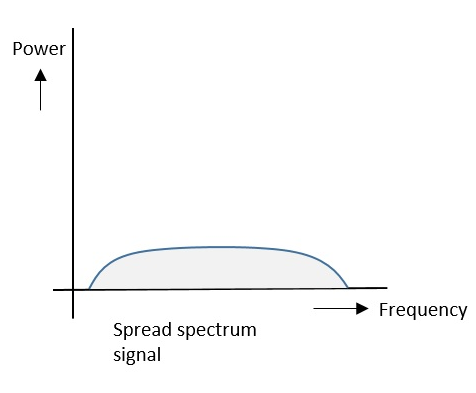 Power
Frequency
Spread spectrum
signal